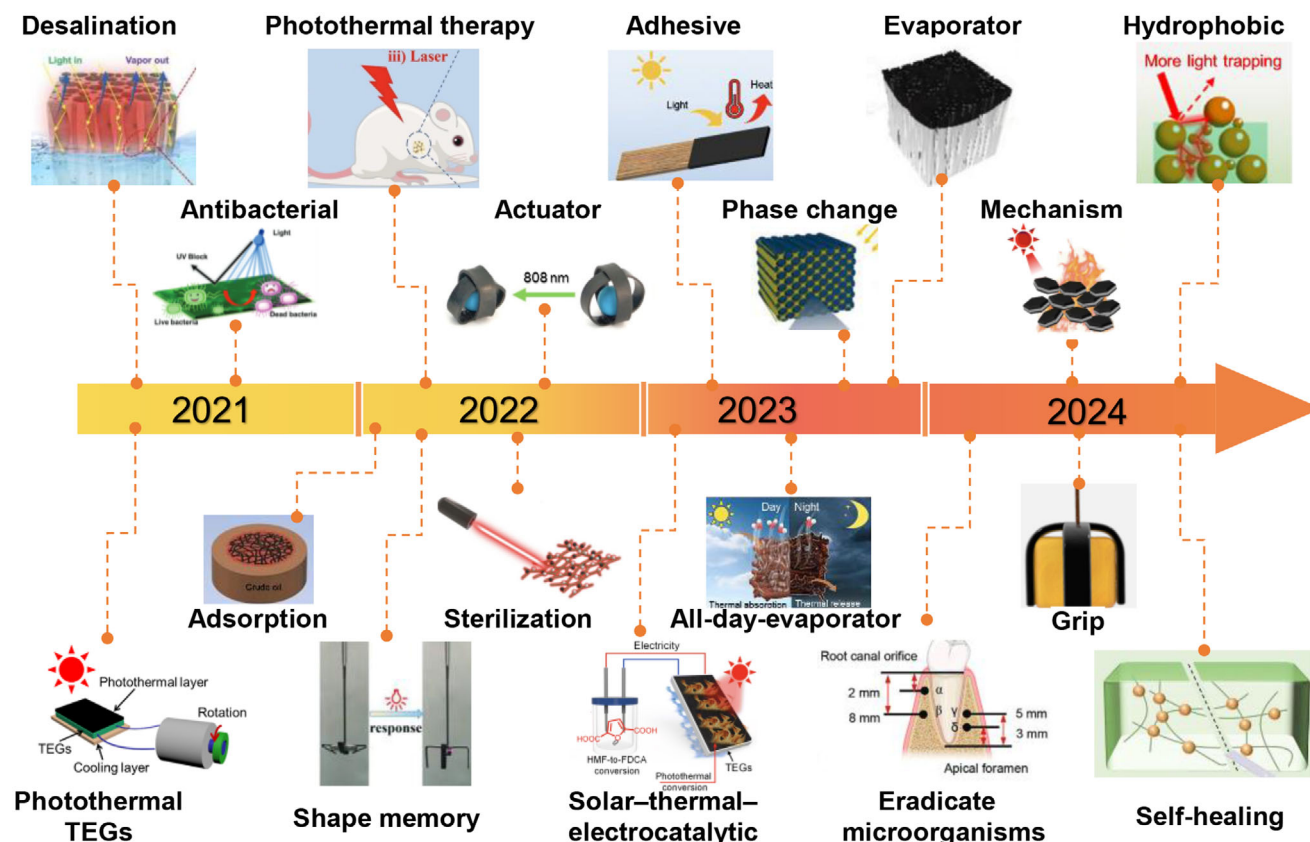 Desalination
Photothermal therapy
Adhesive
Evaporator
Hydrophobic
Light in
Vapor out
iii) Laser
Light
Heat
More light trapping
Antibacterial
Actuator
Phase change
Mechanism
Light
UV Block
Live bacteria
Dead bacteria
808 nm
2021
2022
2023
2024
Crude oil
Day
Night
Thermal absorption
Thermal release
Adsorption
Sterilization
All-day-evaporator
Grip
Photothermal layer
Rotation
TEGs
Cooling layer
response
Electricity
HOOC
O
COOH
HMF-to-FDCA
conversion
TEGs
Photothermal
conversion
Root canal orifice
2 mm
8 mm
α
β
γ
δ
5 mm
3 mm
Apical foramen
Photothermal
TEGs
Shape memory
Solar–thermal–
electrocatalytic
Eradicate
microorganisms
Self-healing